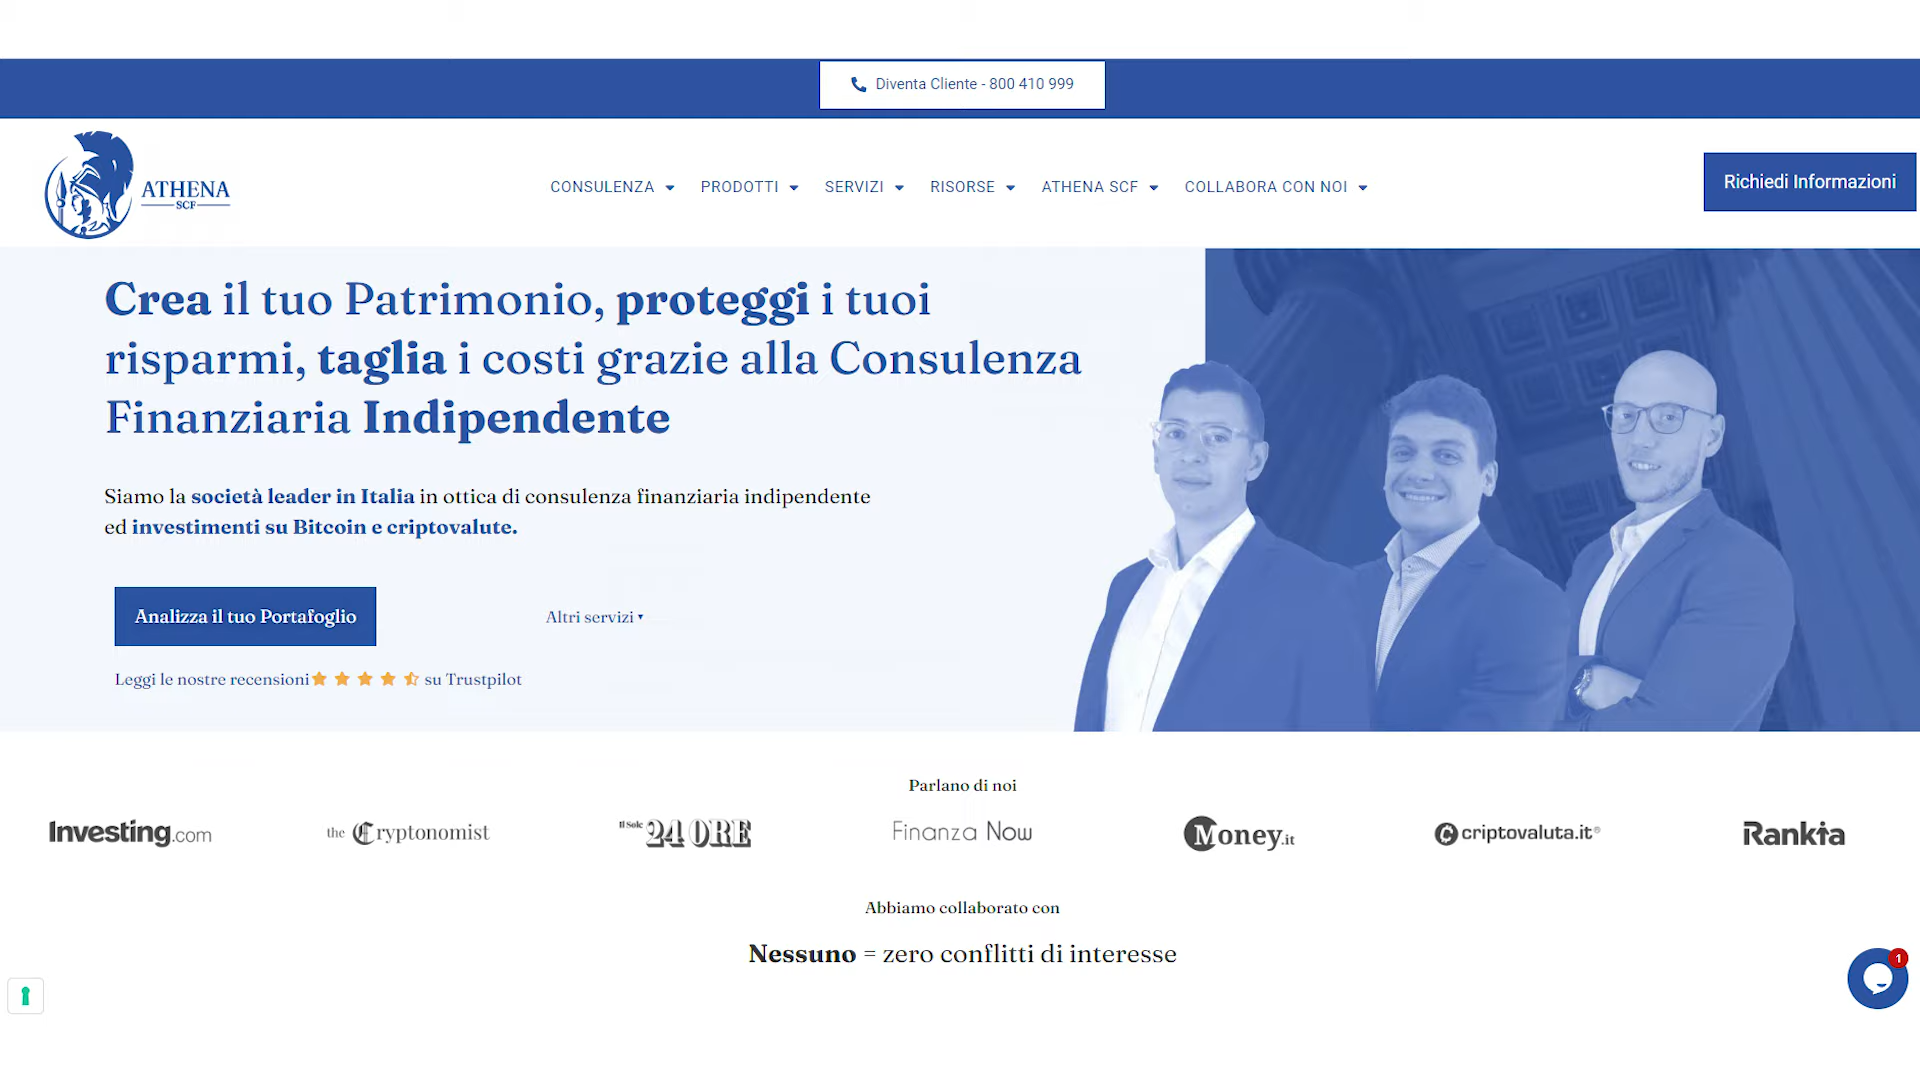 Diventa Cliente - 800 410 999
ATHENA
SCF
CONSULENZA PRODOTTI SERVIZI RISORSE ATHENA SCF COLLABORA CON NOI
Richiedi Informazioni
Crea il tuo Patrimonio, proteggi i tuoi
risparmi, taglia i costi grazie alla Consulenza
Finanziaria Indipendente
Siamo la società leader in Italia in ottica di consulenza finanziaria indipendente
ed investimenti su Bitcoin e criptovalute.
Analizza il tuo Portafoglio
Altri servizi
Leggi le nostre recensioni su Trustpilot
Parlano di noi
Investing.com
the Cryptonomist
Il Sole 24 ORE
Finanza Now
Money.it
criptovaluta.it®
Rankia
Abbiamo collaborato con
Nessuno = zero conflitti di interesse
1